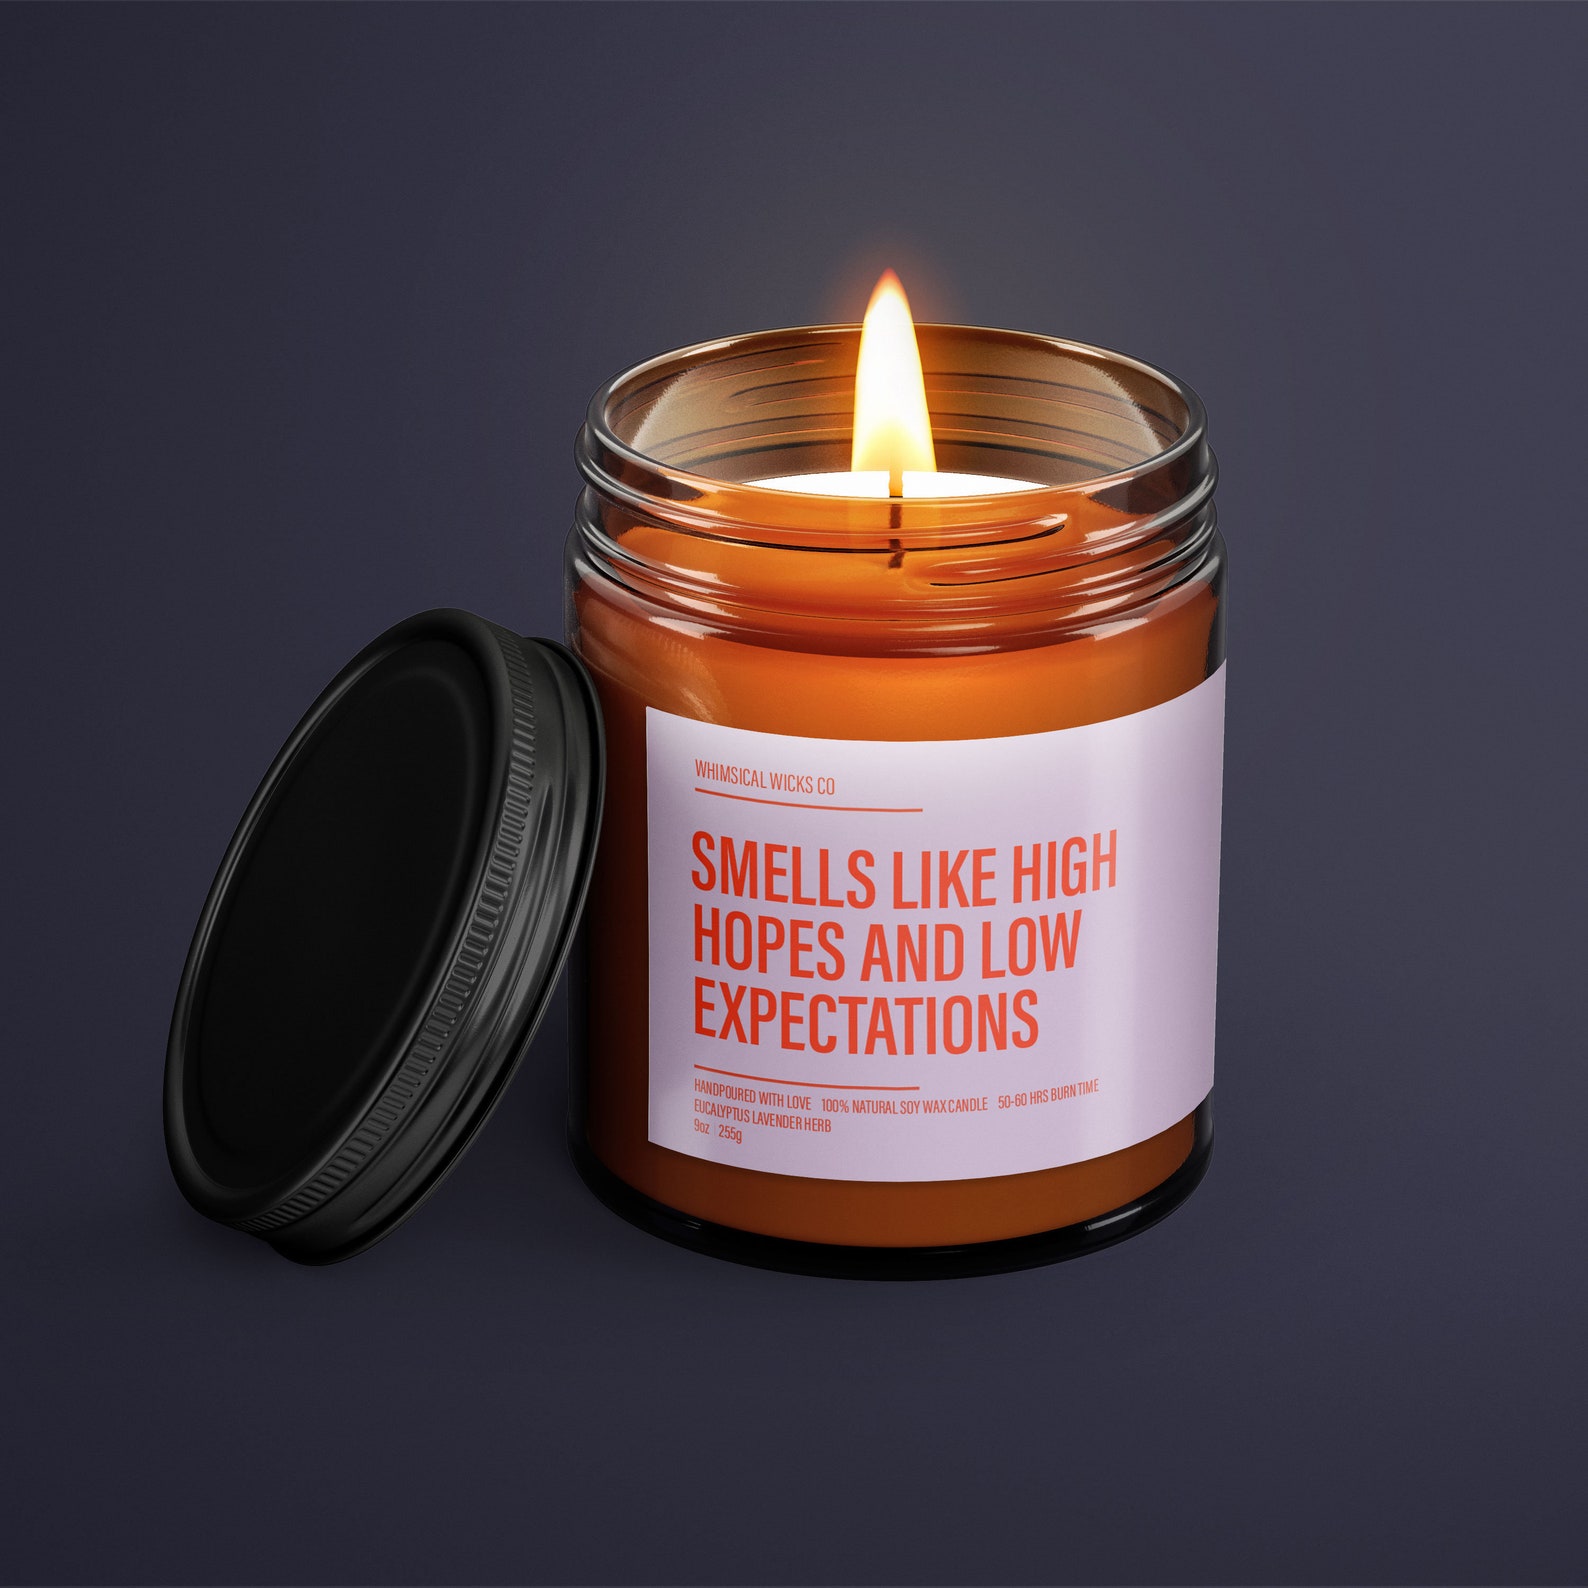 WHIMSICAL WICKS CO
SMELLS LIKE HIGH
HOPES AND LOW
EXPECTATIONS
HANDPOURED WITH LOVE 100% NATURAL SOY WAX CANDLE 50-60 HRS BURN TIME
EUCALYPTUS LAVENDER HERB
9oz | 255g